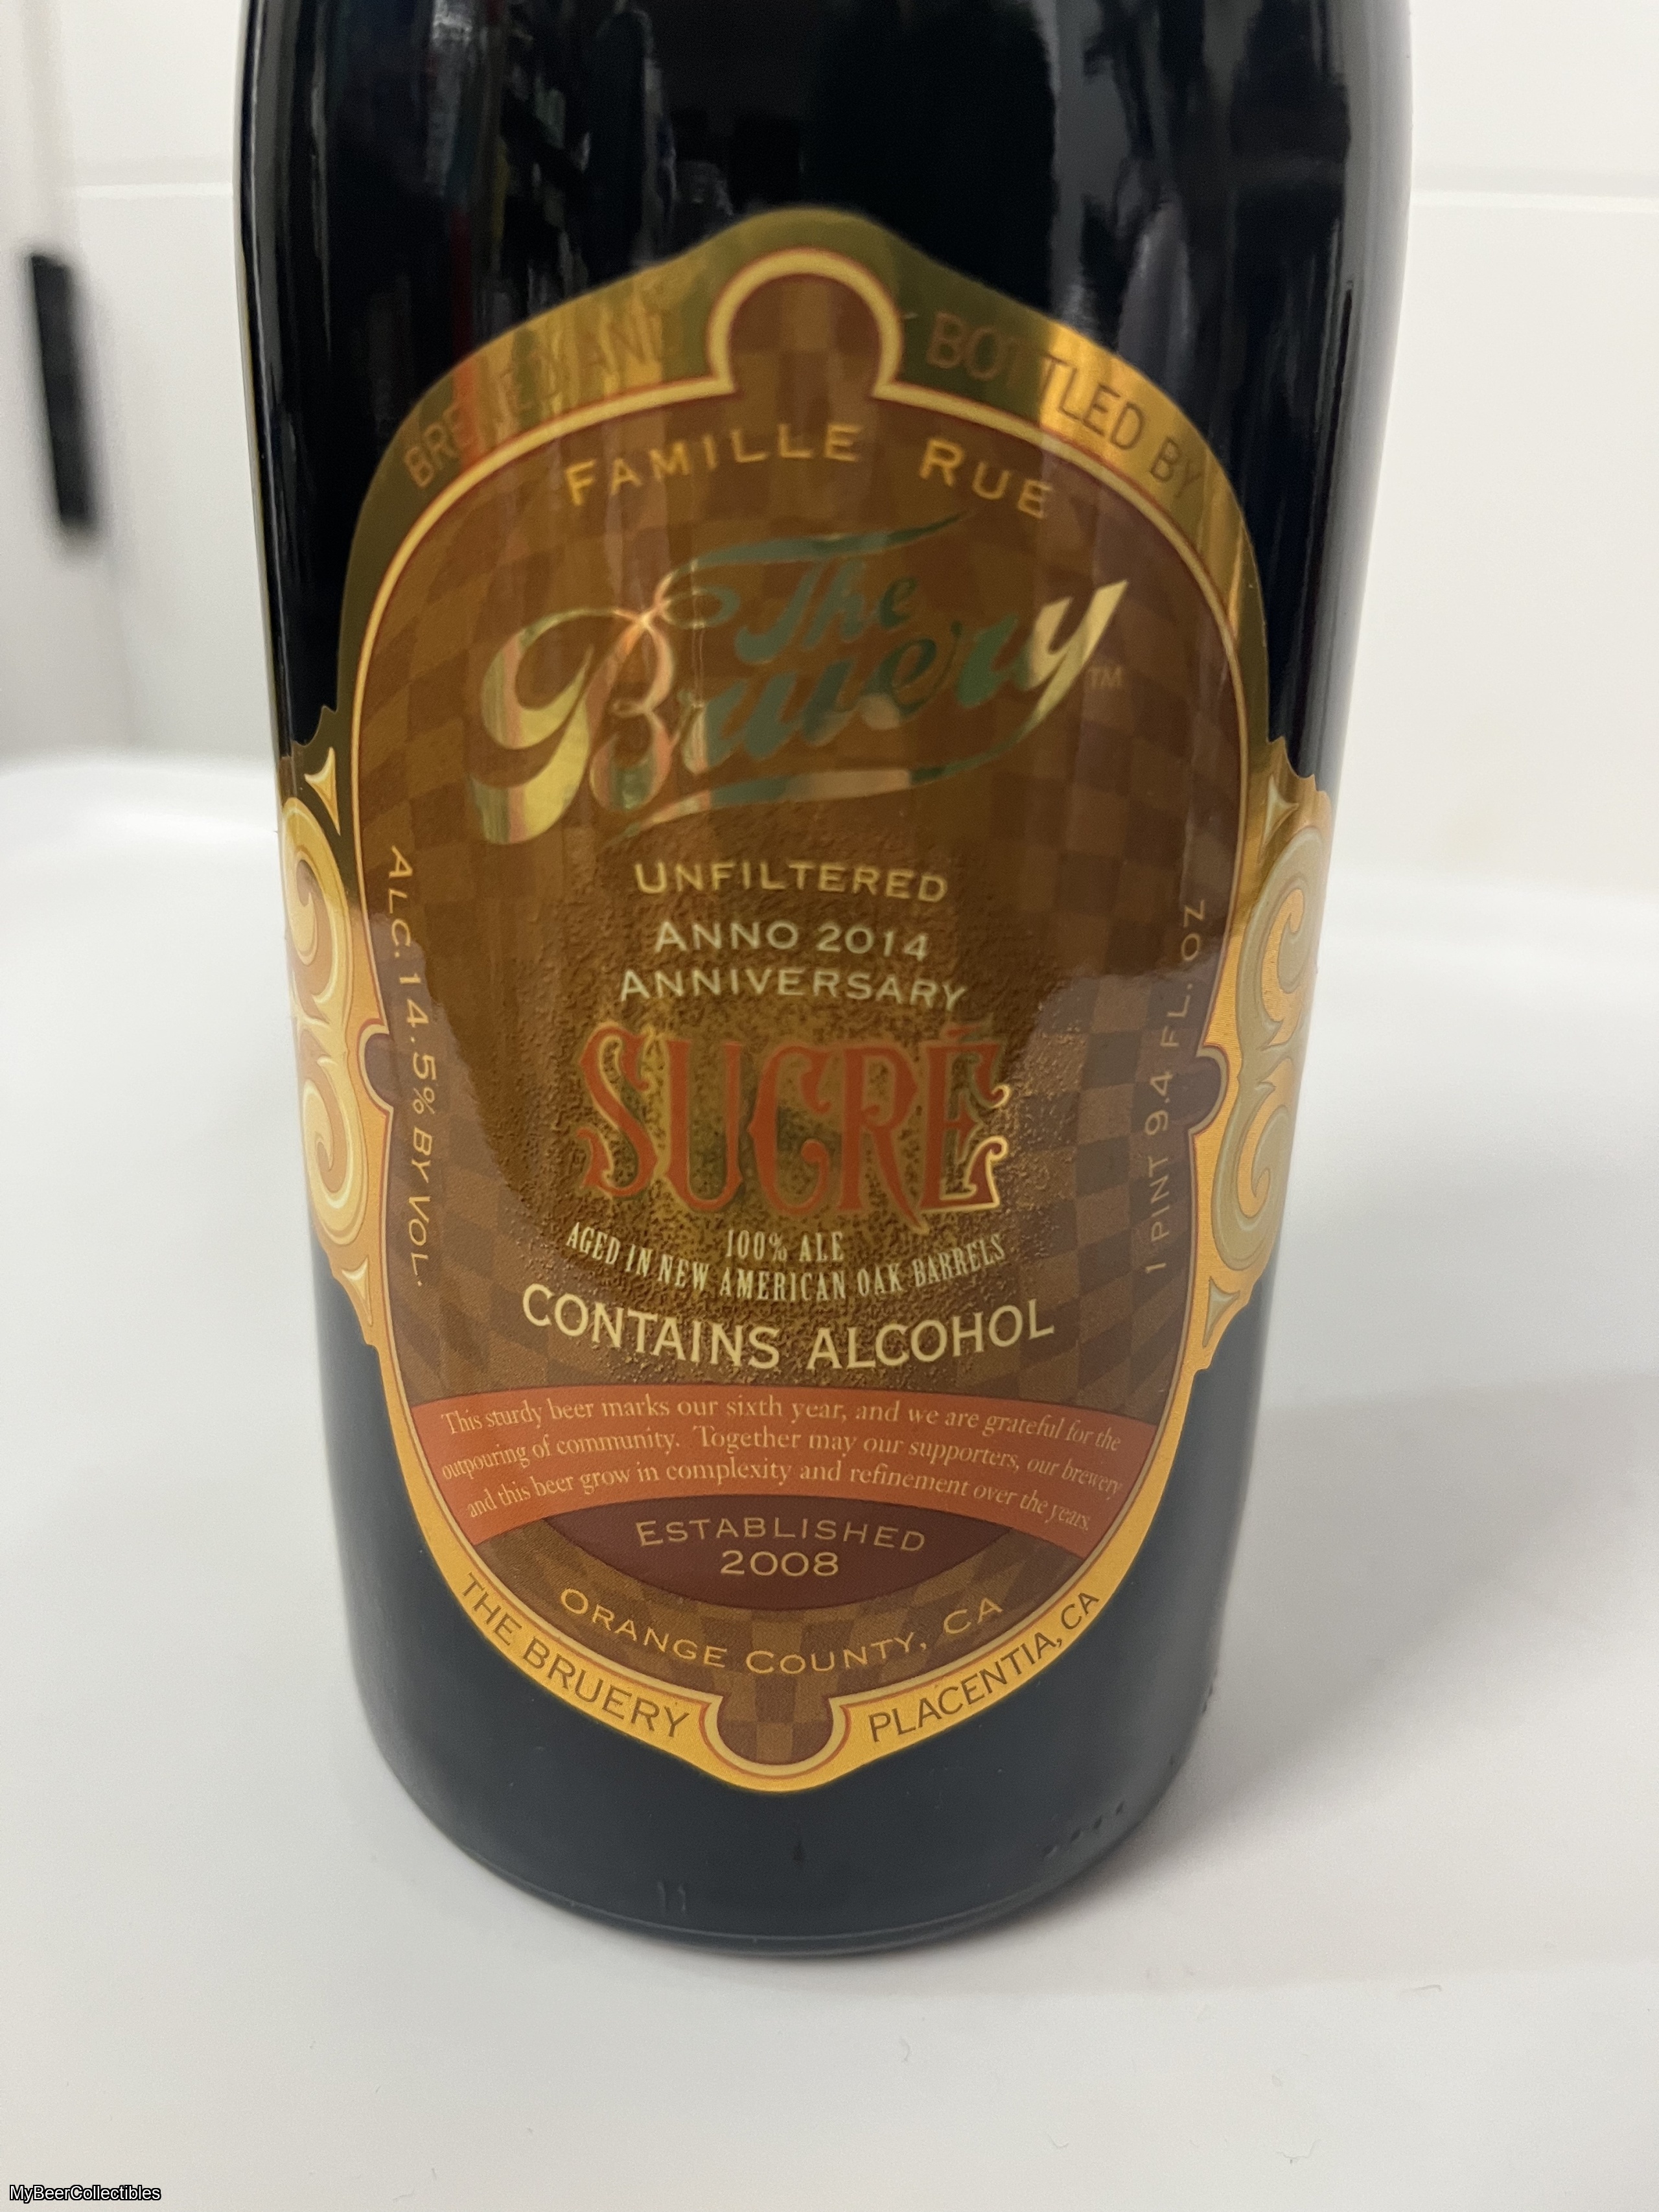 BREWED AND BOTTLED BY
FAMILLE RUE
The
Bruery™
UNFILTERED
ANNO 2014
ANNIVERSARY
SUCRÉ
100% ALE
AGED IN NEW AMERICAN OAK BARRELS
CONTAINS ALCOHOL
ALC. 14.5% BY VOL.
1 PINT 9.4 FL. OZ
This sturdy beer marks our sixth year, and we are grateful for the
outpouring of community. Together may our supporters, our brewery
and this beer grow in complexity and refinement over the years.
ESTABLISHED
2008
ORANGE COUNTY, CA
THE BRUERY PLACENTIA, CA
MyBeerCollectibles